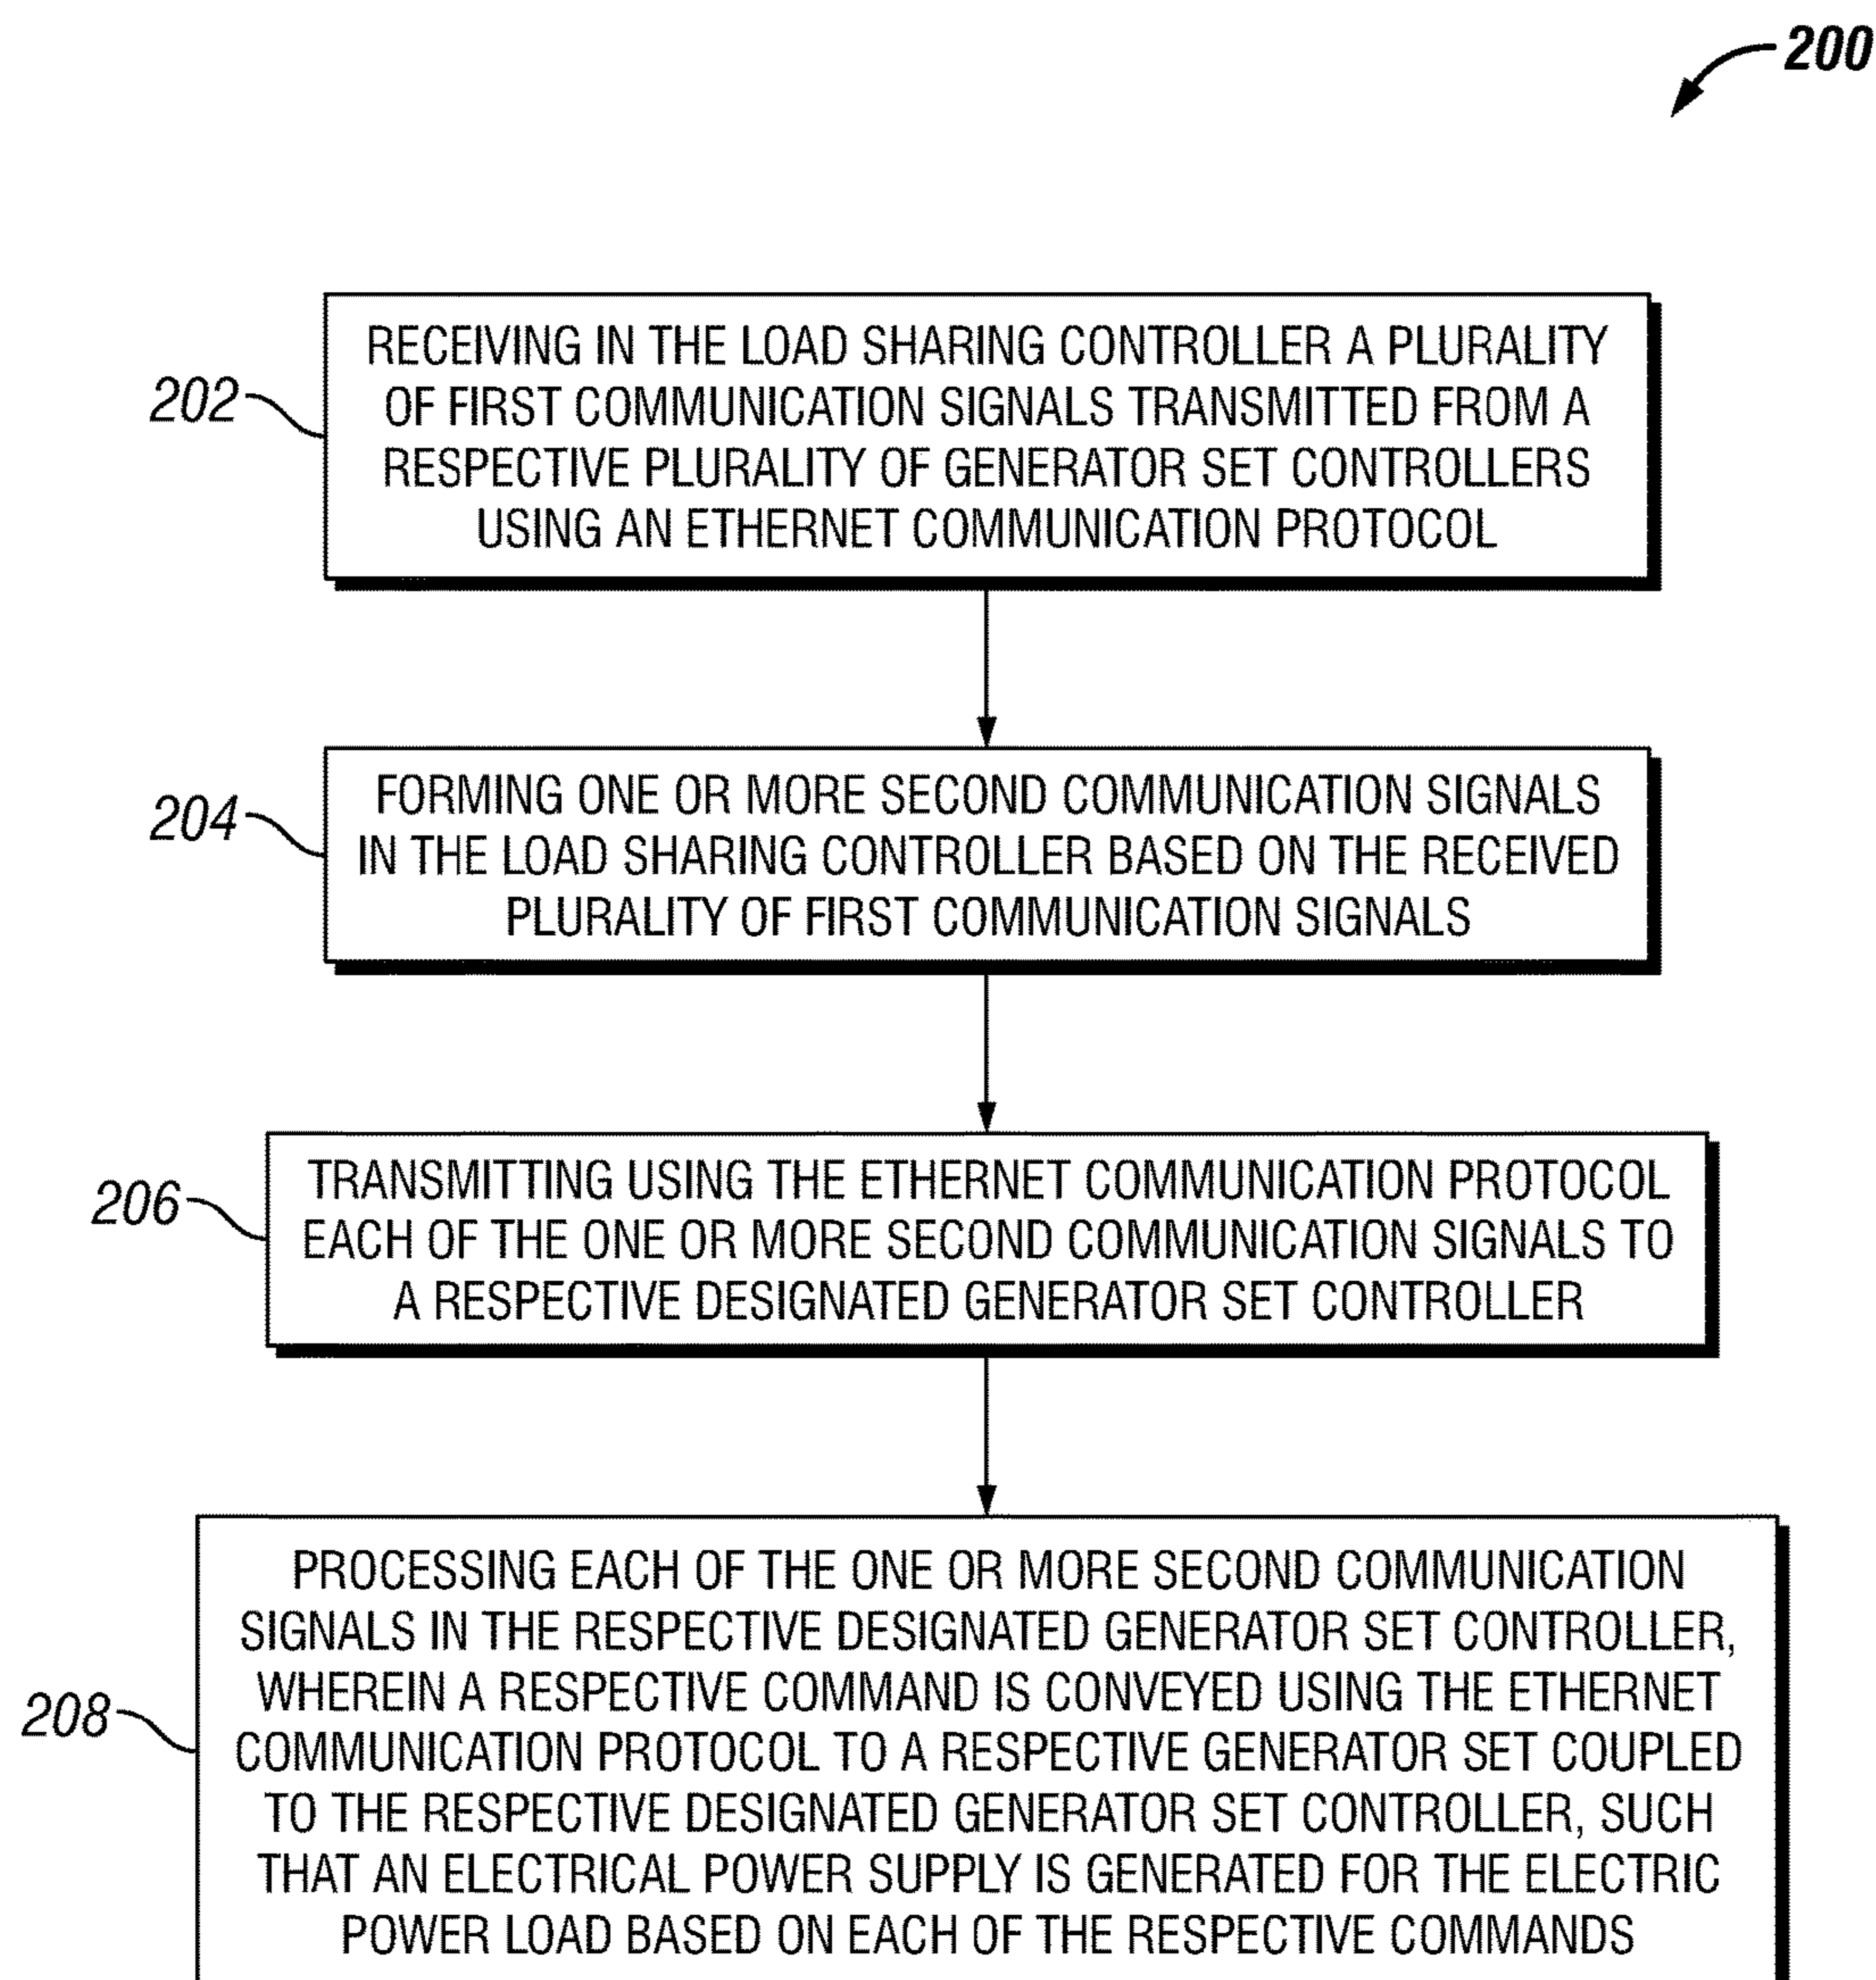 200
202
RECEIVING IN THE LOAD SHARING CONTROLLER A PLURALITY
OF FIRST COMMUNICATION SIGNALS TRANSMITTED FROM A
RESPECTIVE PLURALITY OF GENERATOR SET CONTROLLERS
USING AN ETHERNET COMMUNICATION PROTOCOL
204
FORMING ONE OR MORE SECOND COMMUNICATION SIGNALS
IN THE LOAD SHARING CONTROLLER BASED ON THE RECEIVED
PLURALITY OF FIRST COMMUNICATION SIGNALS
206
TRANSMITTING USING THE ETHERNET COMMUNICATION PROTOCOL
EACH OF THE ONE OR MORE SECOND COMMUNICATION SIGNALS TO
A RESPECTIVE DESIGNATED GENERATOR SET CONTROLLER
208
PROCESSING EACH OF THE ONE OR MORE SECOND COMMUNICATION
SIGNALS IN THE RESPECTIVE DESIGNATED GENERATOR SET CONTROLLER,
WHEREIN A RESPECTIVE COMMAND IS CONVEYED USING THE ETHERNET
COMMUNICATION PROTOCOL TO A RESPECTIVE GENERATOR SET COUPLED
TO THE RESPECTIVE DESIGNATED GENERATOR SET CONTROLLER, SUCH
THAT AN ELECTRICAL POWER SUPPLY IS GENERATED FOR THE ELECTRIC
POWER LOAD BASED ON EACH OF THE RESPECTIVE COMMANDS